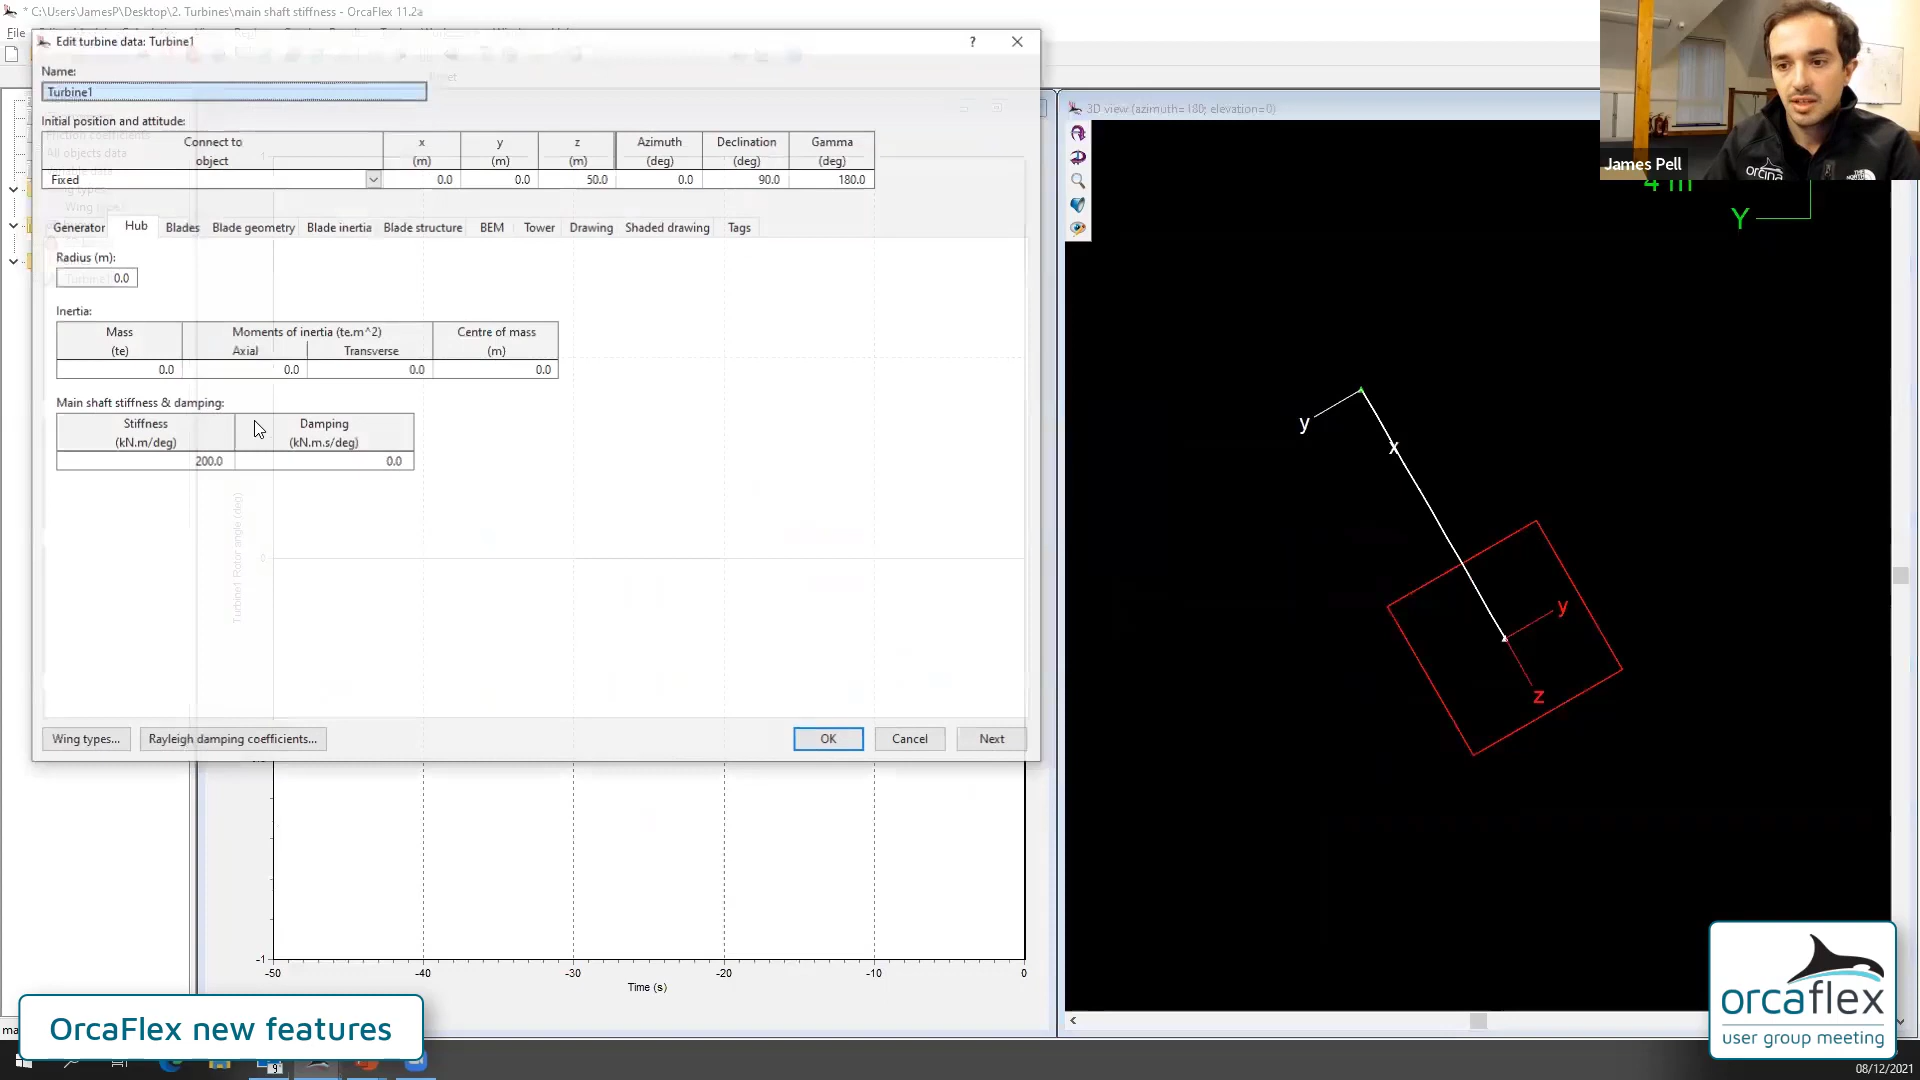 * C:\Users\JamesP\Desktop\2. Turbines\main shaft stiffness - OrcaFlex 11.2a
File
Edit turbine data: Turbine1
?
Name:
Turbine1
Initial position and attitude:
Connect to object x (m) y (m) z (m) Azimuth (deg) Declination (deg) Gamma (deg)
Fixed 0.0 0.0 50.0 0.0 90.0 180.0
Generator Hub Blades Blade geometry Blade inertia Blade structure BEM Tower Drawing Shaded drawing Tags
Radius (m):
0.0
Inertia:
Mass Moments of inertia (te.m^2) Centre of mass
(te) Axial Transverse (m)
0.0 0.0 0.0 0.0
Main shaft stiffness & damping:
Stiffness Damping
(kN.m/deg) (kN.m.s/deg)
200.0 0.0
Turbine1 Rotor angle (deg)
Wing types... Rayleigh damping coefficients... OK Cancel Next
-1
-50 -40 -30 -20 -10 0
Time (s)
3D view (azimuth=180; elevation=0)
James Pell
orcina
4 m
Y
y
x
y
z
OrcaFlex new features
orcaflex
user group meeting
08/12/2021